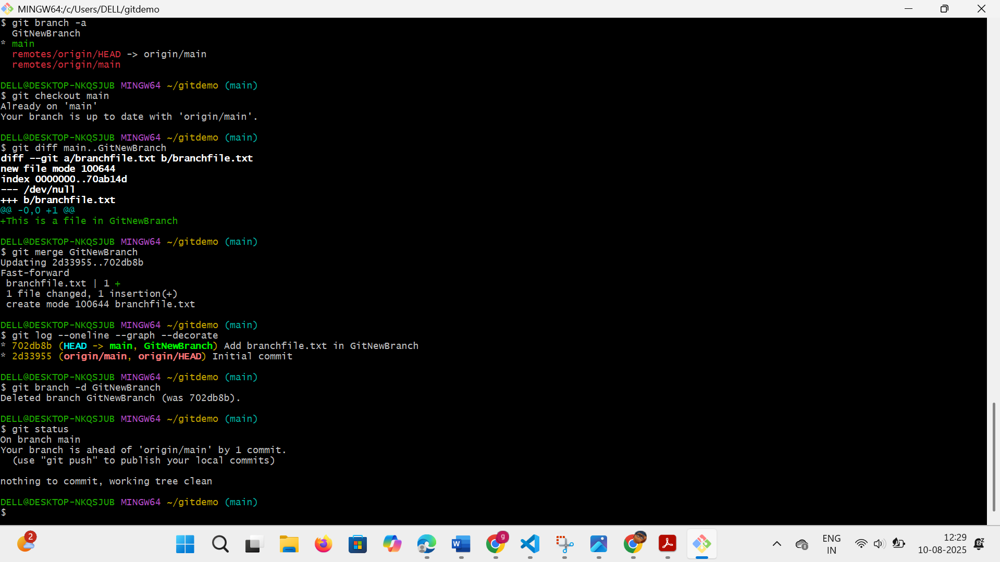 MINGW64:/c/Users/DELL/gitdemo
$ git branch -a
  GitNewBranch
* main
  remotes/origin/HEAD -> origin/main
  remotes/origin/main

DELL@DESKTOP-NKQSJUB MINGW64 ~/gitdemo (main)
$ git checkout main
Already on 'main'
Your branch is up to date with 'origin/main'.

DELL@DESKTOP-NKQSJUB MINGW64 ~/gitdemo (main)
$ git diff main..GitNewBranch
diff --git a/branchfile.txt b/branchfile.txt
new file mode 100644
index 0000000..70ab14d
--- /dev/null
+++ b/branchfile.txt
@@ -0,0 +1 @@
+This is a file in GitNewBranch

DELL@DESKTOP-NKQSJUB MINGW64 ~/gitdemo (main)
$ git merge GitNewBranch
Updating 2d33955..702db8b
Fast-forward
 branchfile.txt | 1 +
 1 file changed, 1 insertion(+)
 create mode 100644 branchfile.txt

DELL@DESKTOP-NKQSJUB MINGW64 ~/gitdemo (main)
$ git log --oneline --graph --decorate
* 702db8b (HEAD -> main, GitNewBranch) Add branchfile.txt in GitNewBranch
* 2d33955 (origin/main, origin/HEAD) Initial commit

DELL@DESKTOP-NKQSJUB MINGW64 ~/gitdemo (main)
$ git branch -d GitNewBranch
Deleted branch GitNewBranch (was 702db8b).

DELL@DESKTOP-NKQSJUB MINGW64 ~/gitdemo (main)
$ git status
On branch main
Your branch is ahead of 'origin/main' by 1 commit.
  (use "git push" to publish your local commits)

nothing to commit, working tree clean

DELL@DESKTOP-NKQSJUB MINGW64 ~/gitdemo (main)
$
2
W
g
ENG
IN
12:29
10-08-2025